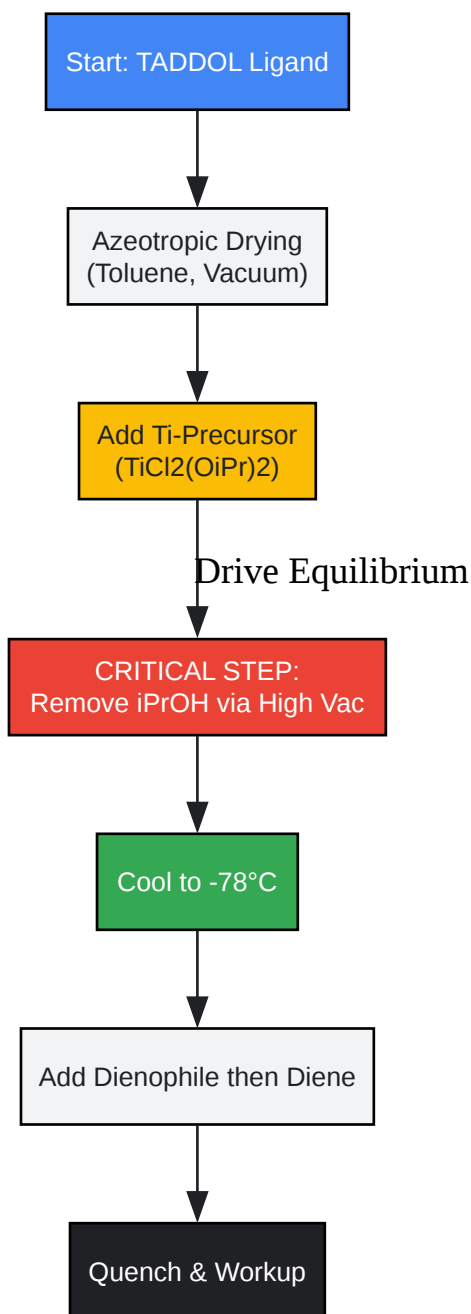 Start: TADDOL Ligand
Azeotropic Drying
(Toluene, Vacuum)
Add Ti-Precursor
(TiCl2(OiPr)2)
Drive Equilibrium
CRITICAL STEP:
Remove iPrOH via High Vac
Cool to -78°C
Add Dienophile then Diene
Quench & Workup